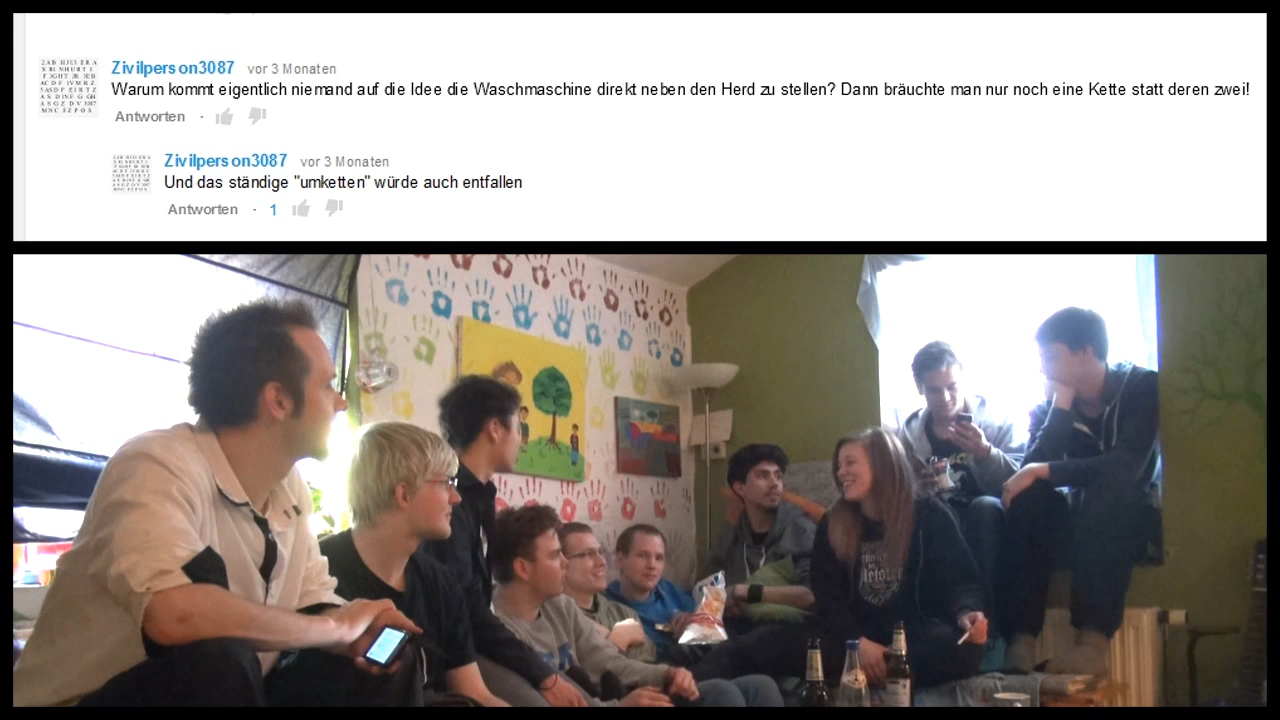 Zivilperson3087 vor 3 Monaten
Warum kommt eigentlich niemand auf die Idee die Waschmaschine direkt neben den Herd zu stellen? Dann bräuchte man nur noch eine Kette statt deren zwei!
Antworten ·
Zivilperson3087 vor 3 Monaten
Und das ständige "umketten" würde auch entfallen
Antworten · 1